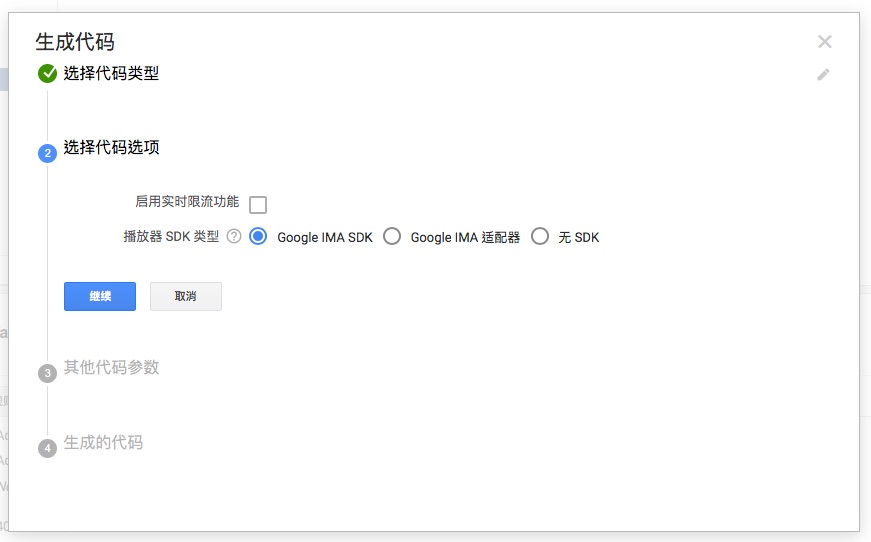 生成代码
选择代码类型
2 选择代码选项
启用实时限流功能
播放器 SDK 类型 ? Google IMA SDK Google IMA 适配器 无 SDK
继续 取消
3 其他代码参数
4 生成的代码